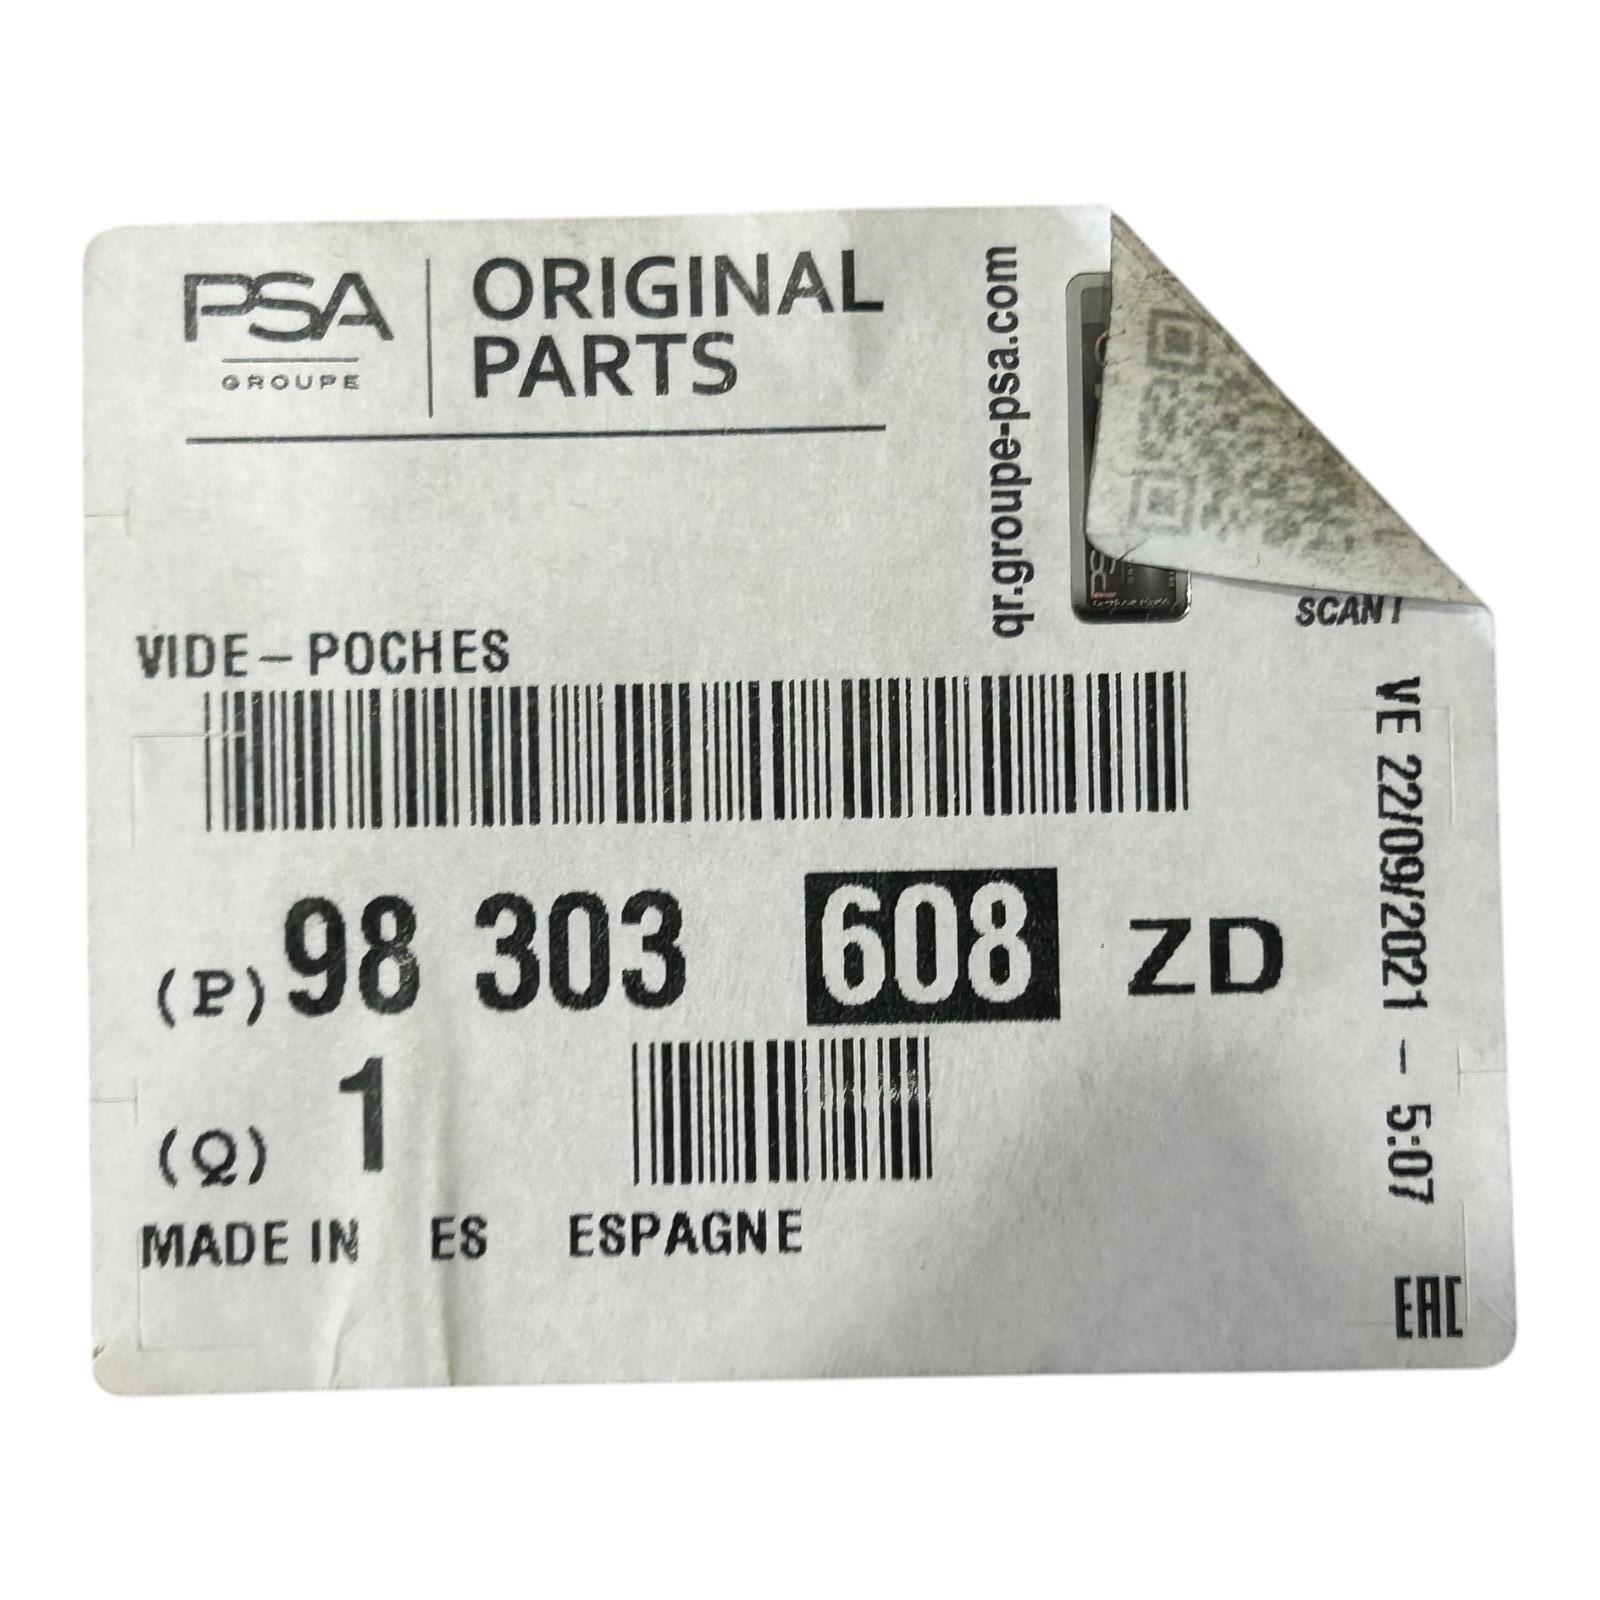 PSA
GROUPE
ORIGINAL
PARTS
qr.groupe-psa.com
SCAN
VIDE-POCHES
(P) 98 303 608 ZD
(Q) 1
MADE IN ES ESPAGNE
VE 22/09/2021 - 5:07
EAC